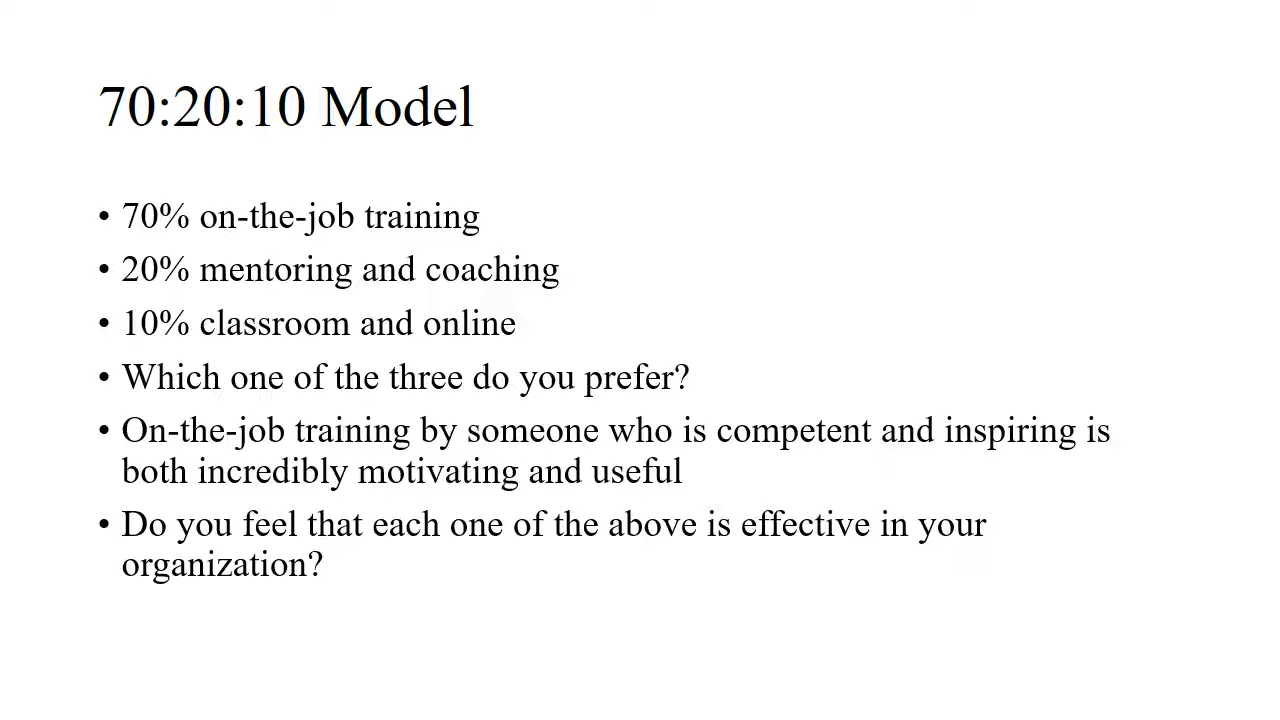 70:20:10 Model
• 70% on-the-job training
• 20% mentoring and coaching
• 10% classroom and online
• Which one of the three do you prefer?
• On-the-job training by someone who is competent and inspiring is
both incredibly motivating and useful
• Do you feel that each one of the above is effective in your
organization?